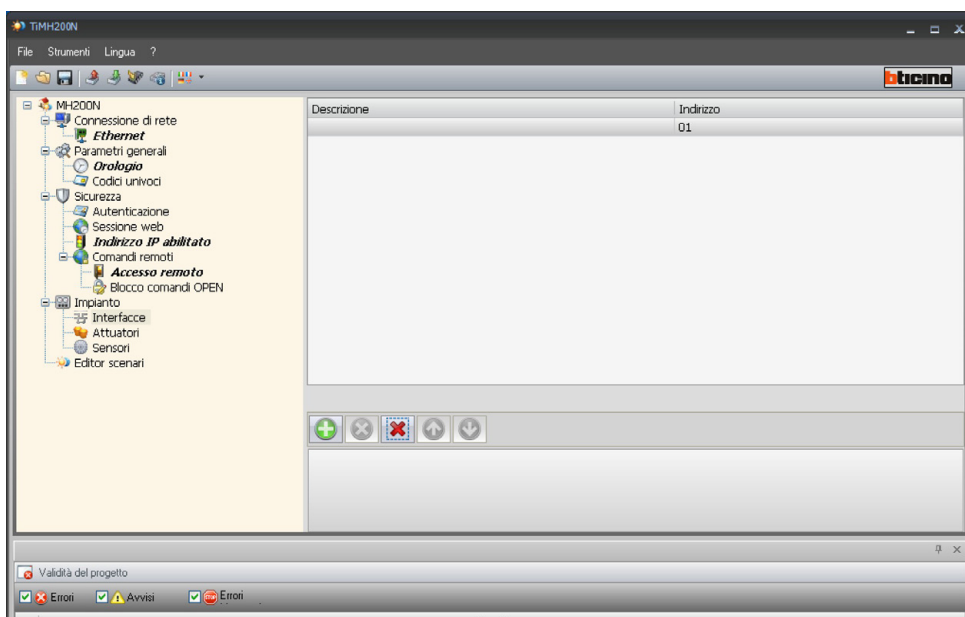 TiMH200N
File Strumenti Lingua ?
bticino
MH200N
Connessione di rete
Ethernet
Parametri generali
Orologio
Codici univoci
Sicurezza
Autenticazione
Sessione web
Indirizzo IP abilitato
Comandi remoti
Accesso remoto
Blocco comandi OPEN
Impianto
Interfacce
Attuatori
Sensori
Editor scenari
Descrizione Indirizzo
01
Validità del progetto
Errori Avvisi Errori